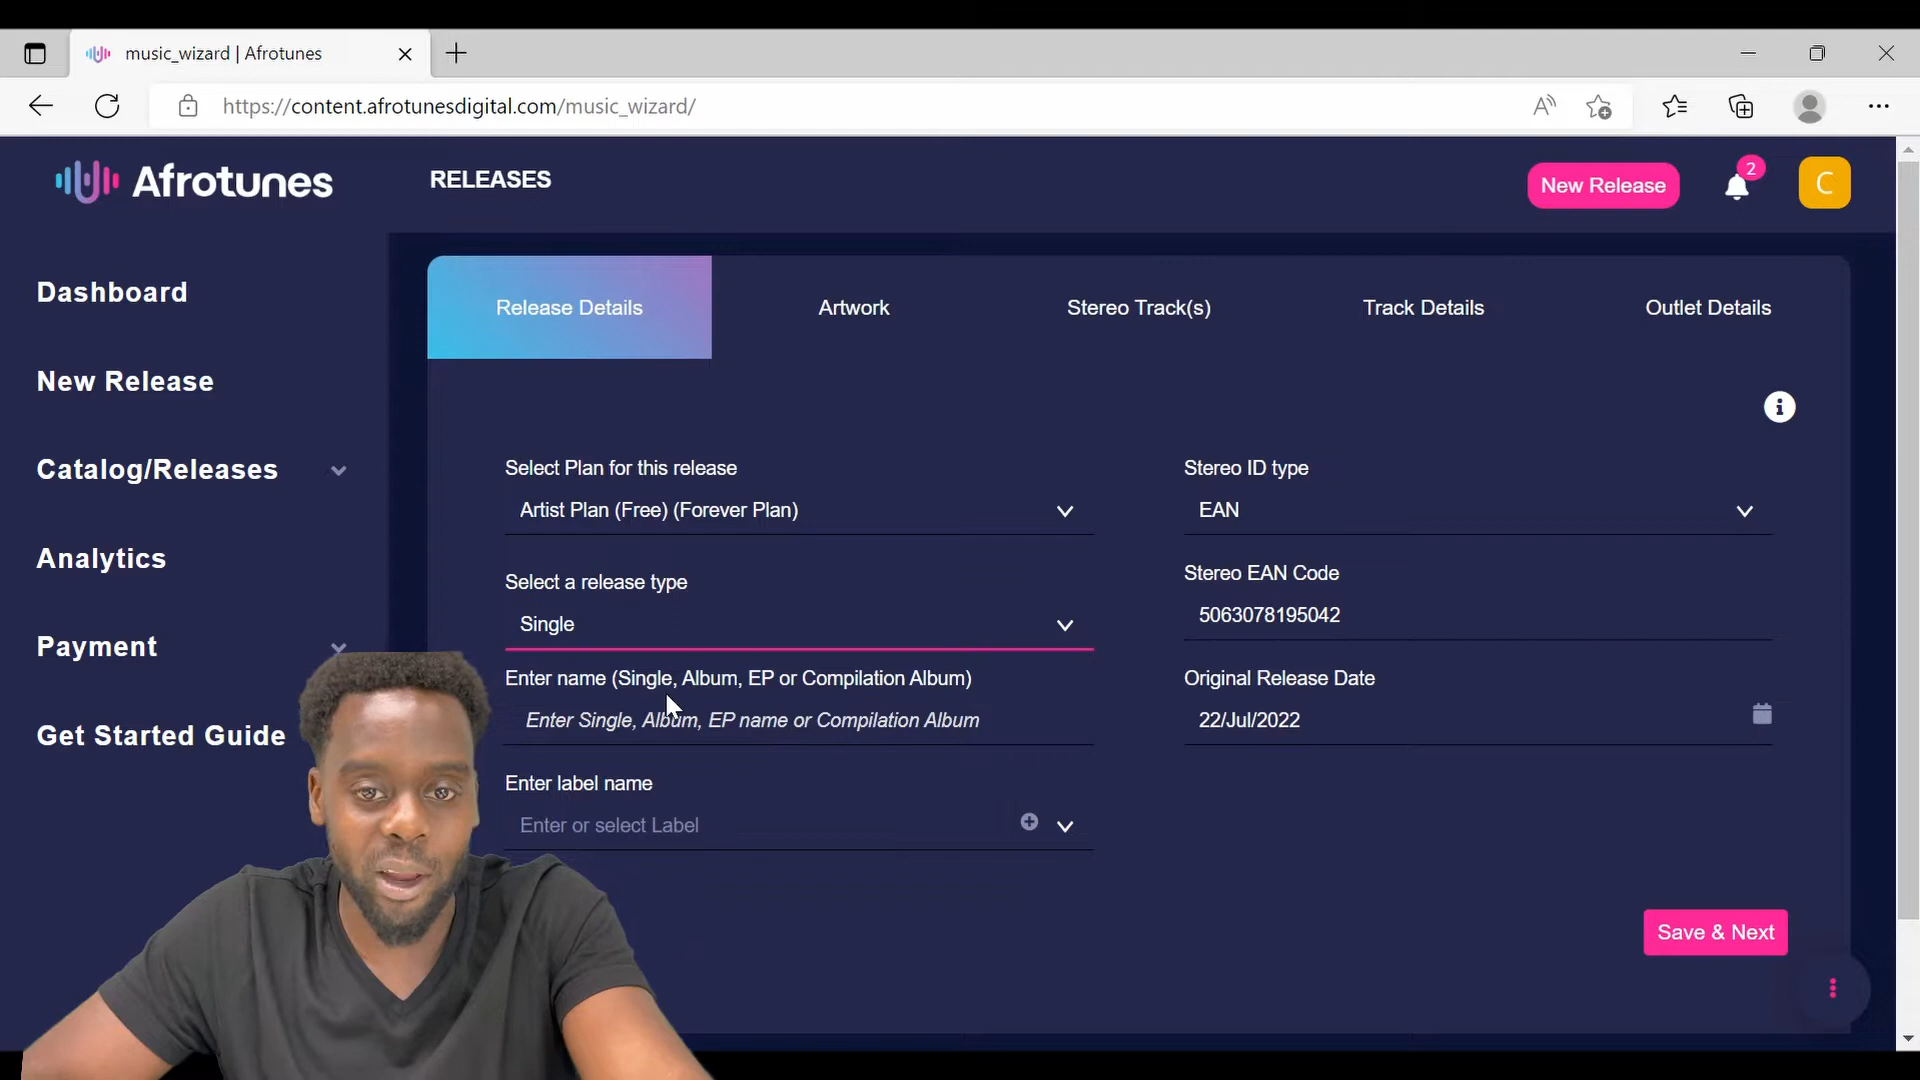 music_wizard | Afrotunes
https://content.afrotunesdigital.com/music_wizard/
Afrotunes
RELEASES
New Release
2
C
Dashboard
New Release
Catalog/Releases
Analytics
Payment
Get Started Guide
Release Details
Artwork
Stereo Track(s)
Track Details
Outlet Details
Select Plan for this release
Artist Plan (Free) (Forever Plan)
Select a release type
Single
Enter name (Single, Album, EP or Compilation Album)
Enter Single, Album, EP name or Compilation Album
Enter label name
Enter or select Label
Stereo ID type
EAN
Stereo EAN Code
5063078195042
Original Release Date
22/Jul/2022
Save & Next